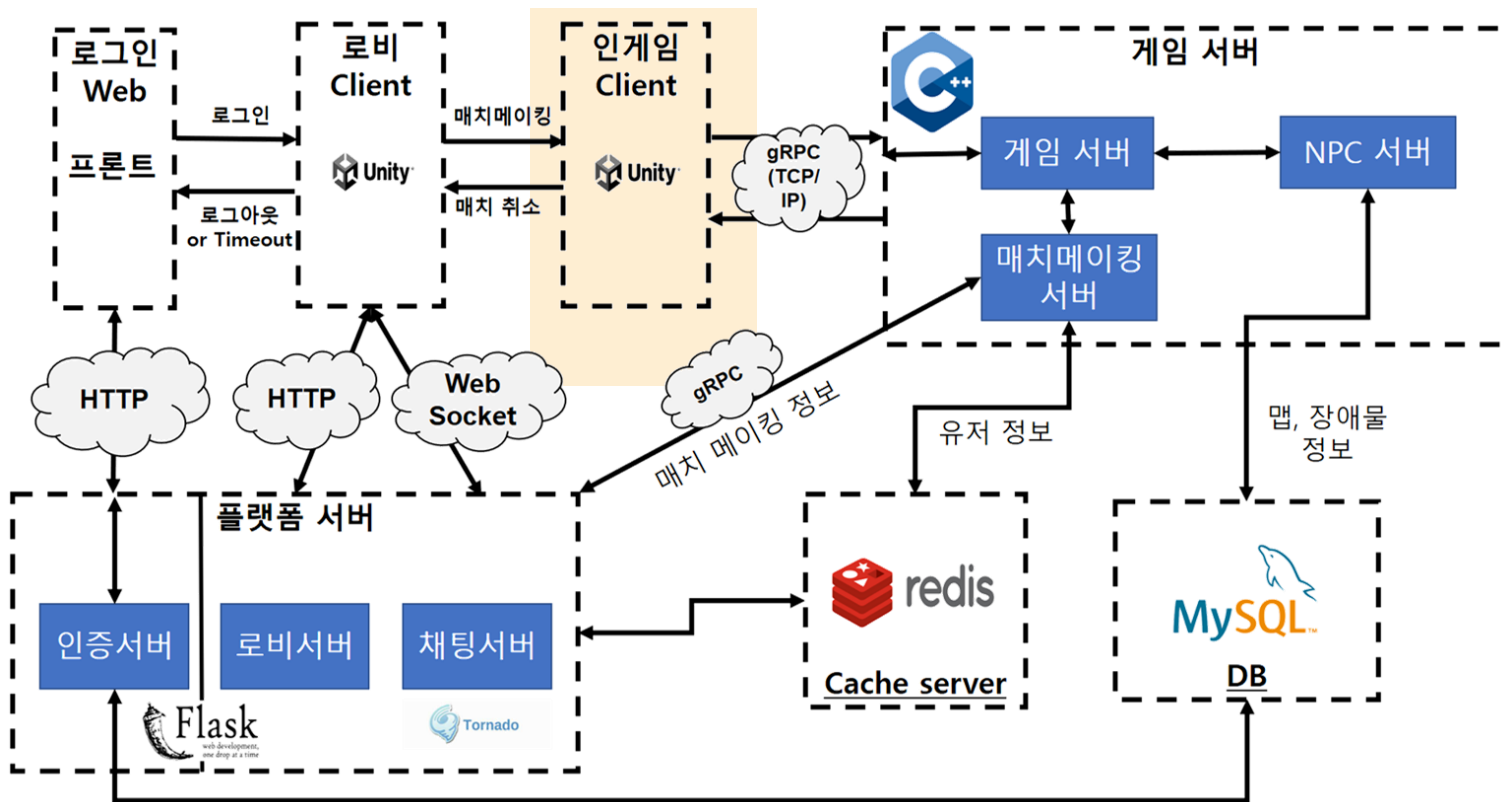 로그인
Web
프론트
로그인
로그아웃
or Timeout
로비
Client
Unity
매치메이킹
매치 취소
인게임
Client
Unity
gRPC
(TCP/
IP)
게임 서버
C++
게임 서버
NPC 서버
매치메이킹
서버
HTTP
HTTP
Web
Socket
gRPC
매치 메이킹 정보
유저 정보
맵, 장애물
정보
플랫폼 서버
인증서버
로비서버
채팅서버
Flask
web development,
one drop at a time
Tornado
redis
Cache server
MySQL™
DB